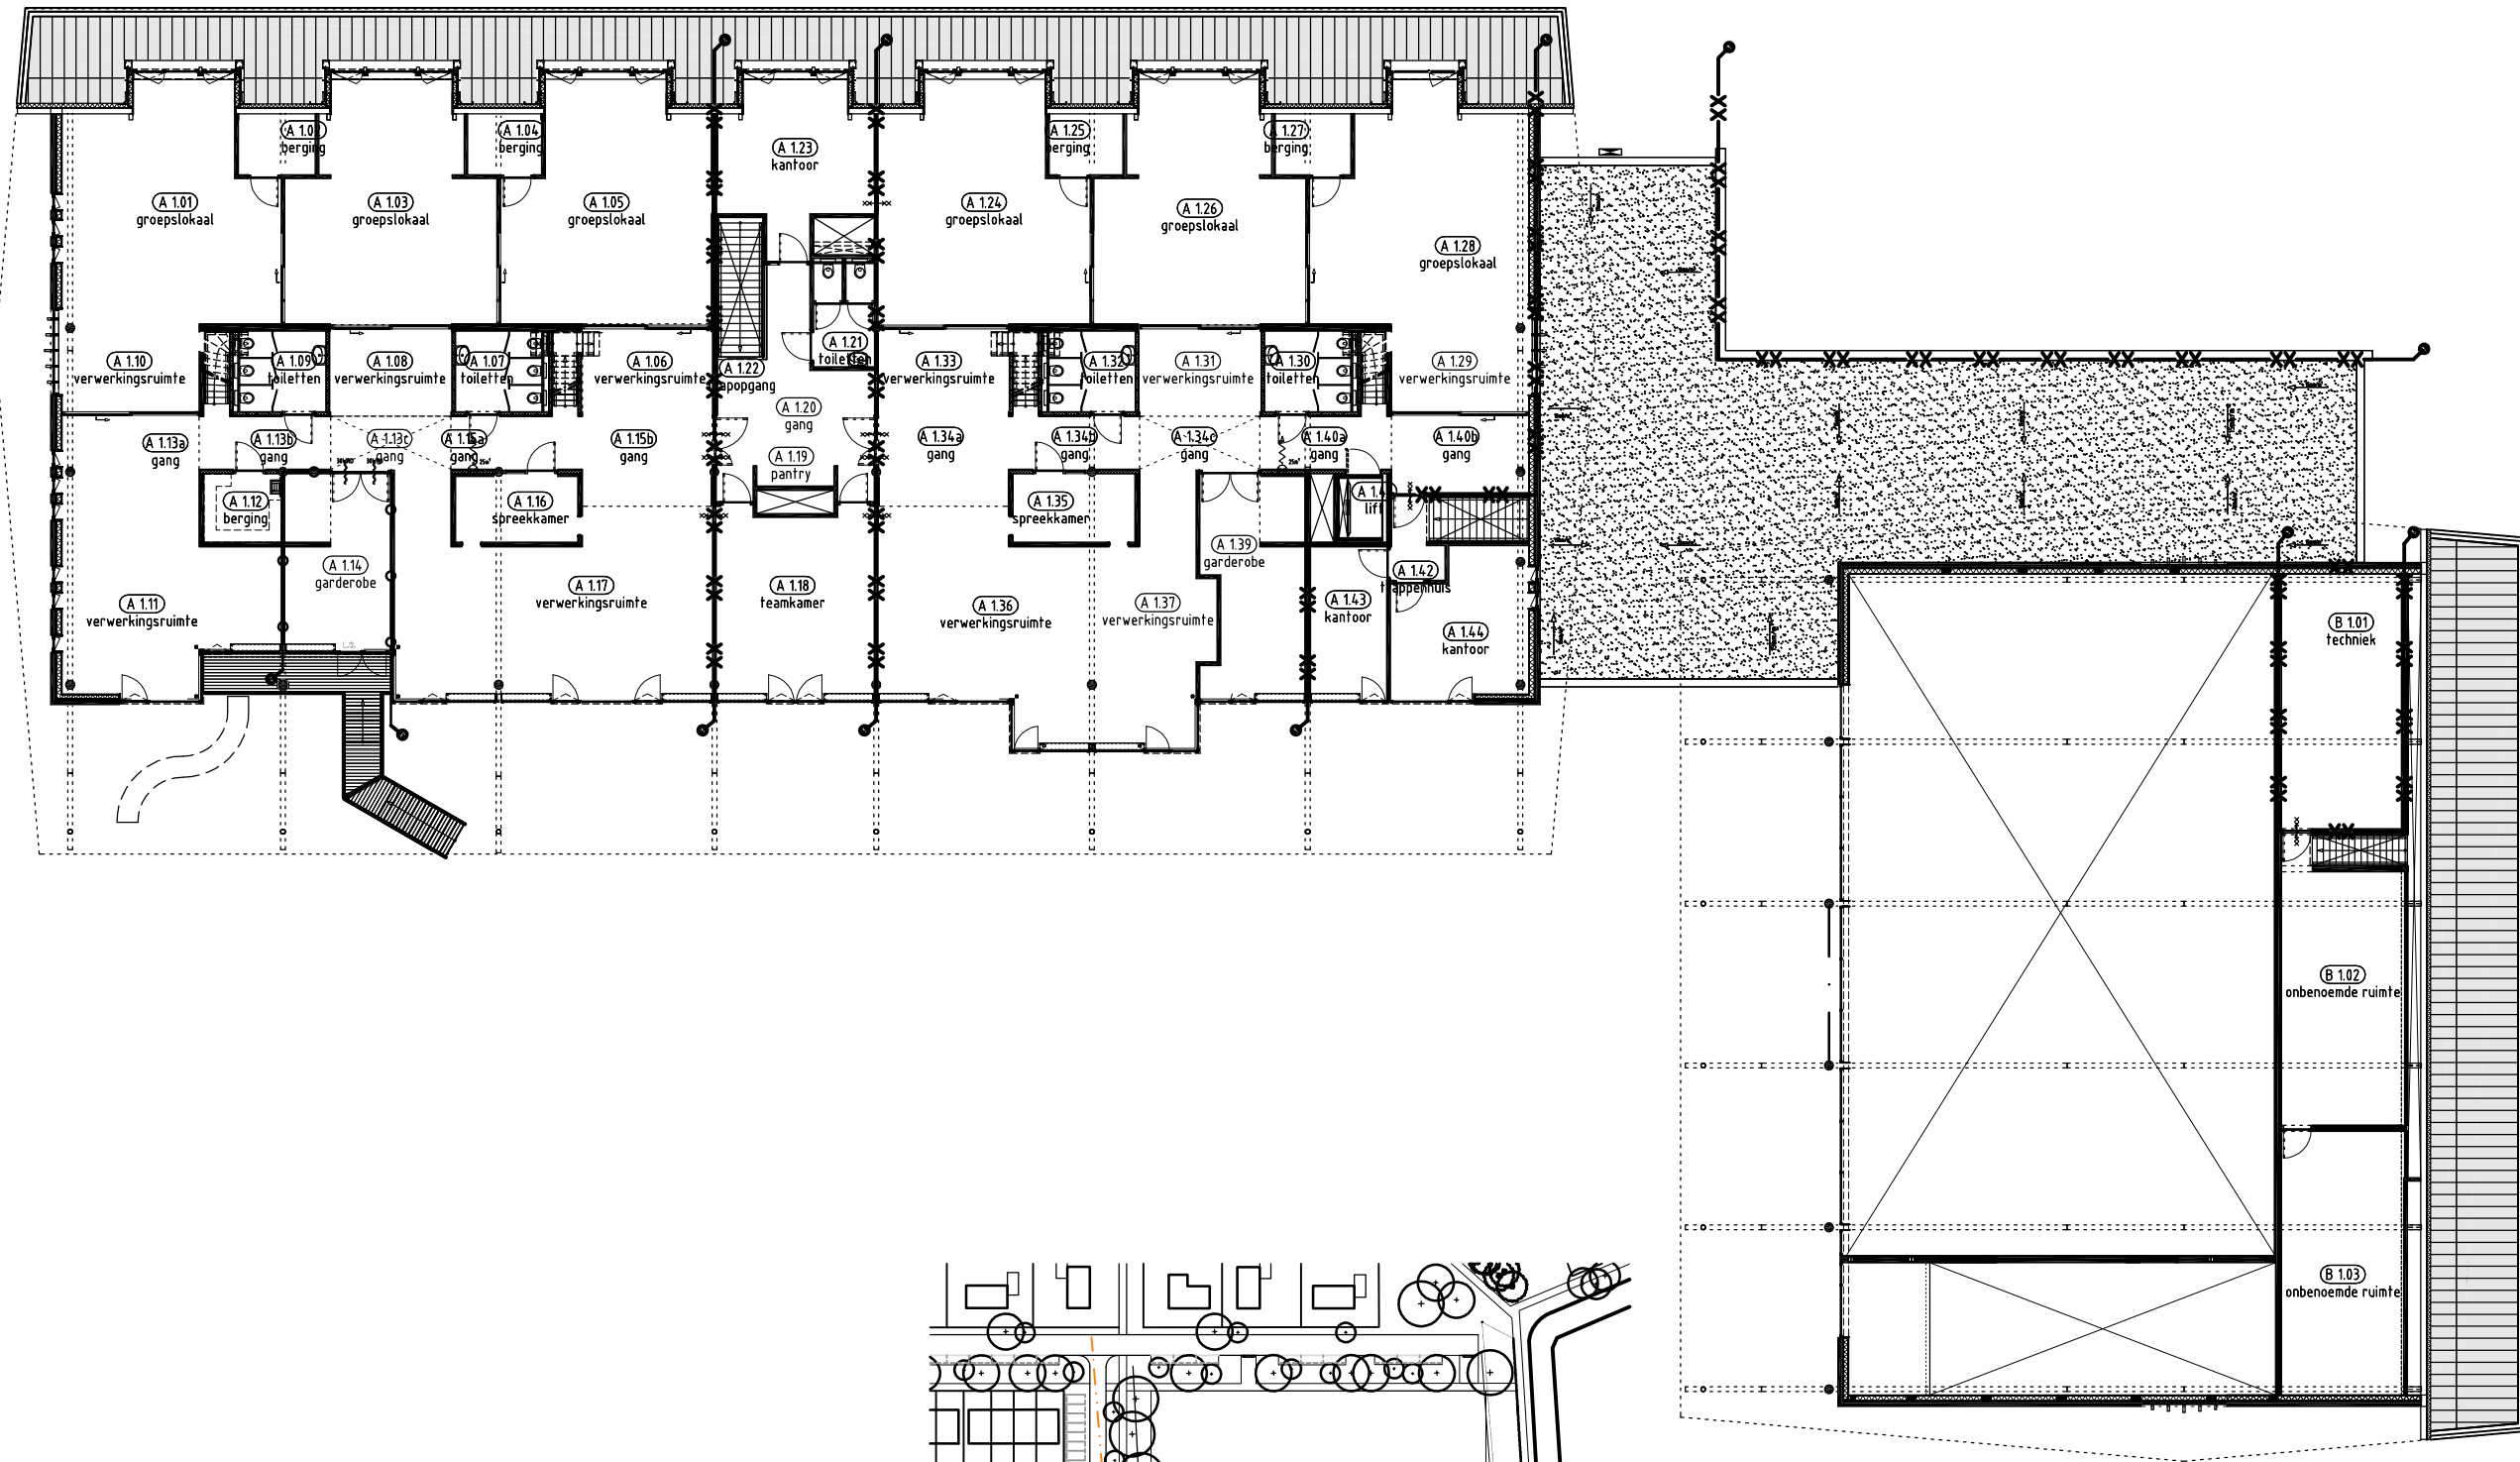 A 1.02
berging
A 1.04
berging
A 1.23
kantoor
A 1.25
berging
A 1.27
berging
A 1.01
groepslokaal
A 1.03
groepslokaal
A 1.05
groepslokaal
A 1.24
groepslokaal
A 1.26
groepslokaal
A 1.28
groepslokaal
A 1.10
verwerkingsruimte
A 1.09
toiletten
A 1.08
verwerkingsruimte
A 1.07
toiletten
A 1.06
verwerkingsruimte
A 1.22
A 1.21
toiletten
A 1.33
verwerkingsruimte
A 1.32
toiletten
A 1.31
verwerkingsruimte
A 1.30
toiletten
A 1.29
verwerkingsruimte
A 1.20
gang
A 1.13a
gang
A 1.13b
gang
A 1.13c
gang
A 1.15a
gang
A 1.15b
gang
A 1.19
pantry
A 1.34a
gang
A 1.34b
gang
A 1.34c
gang
A 1.40a
gang
A 1.40b
gang
A 1.12
berging
A 1.16
spreekkamer
A 1.35
spreekkamer
lift
A 1.14
garderobe
A 1.39
garderobe
A 1.11
verwerkingsruimte
A 1.17
verwerkingsruimte
A 1.18
teamkamer
A 1.36
verwerkingsruimte
A 1.37
verwerkingsruimte
A 1.43
kantoor
A 1.42
trappenhuis
A 1.44
kantoor
B 1.01
techniek
B 1.02
onbenoemde ruimte
B 1.03
onbenoemde ruimte